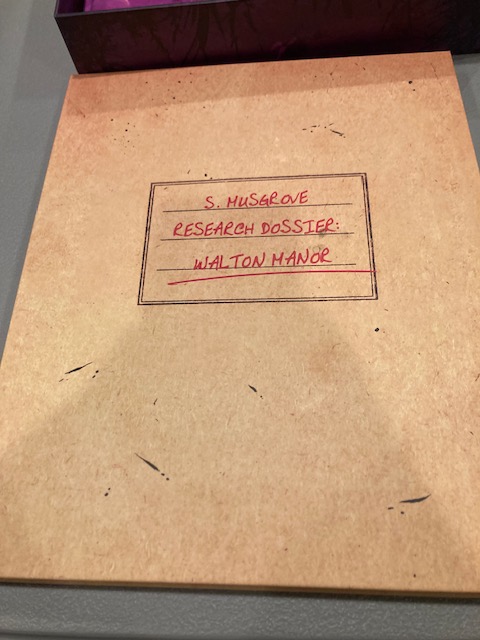 S. MUSGROVE
RESEARCH DOSSIER:
WALTON MANOR